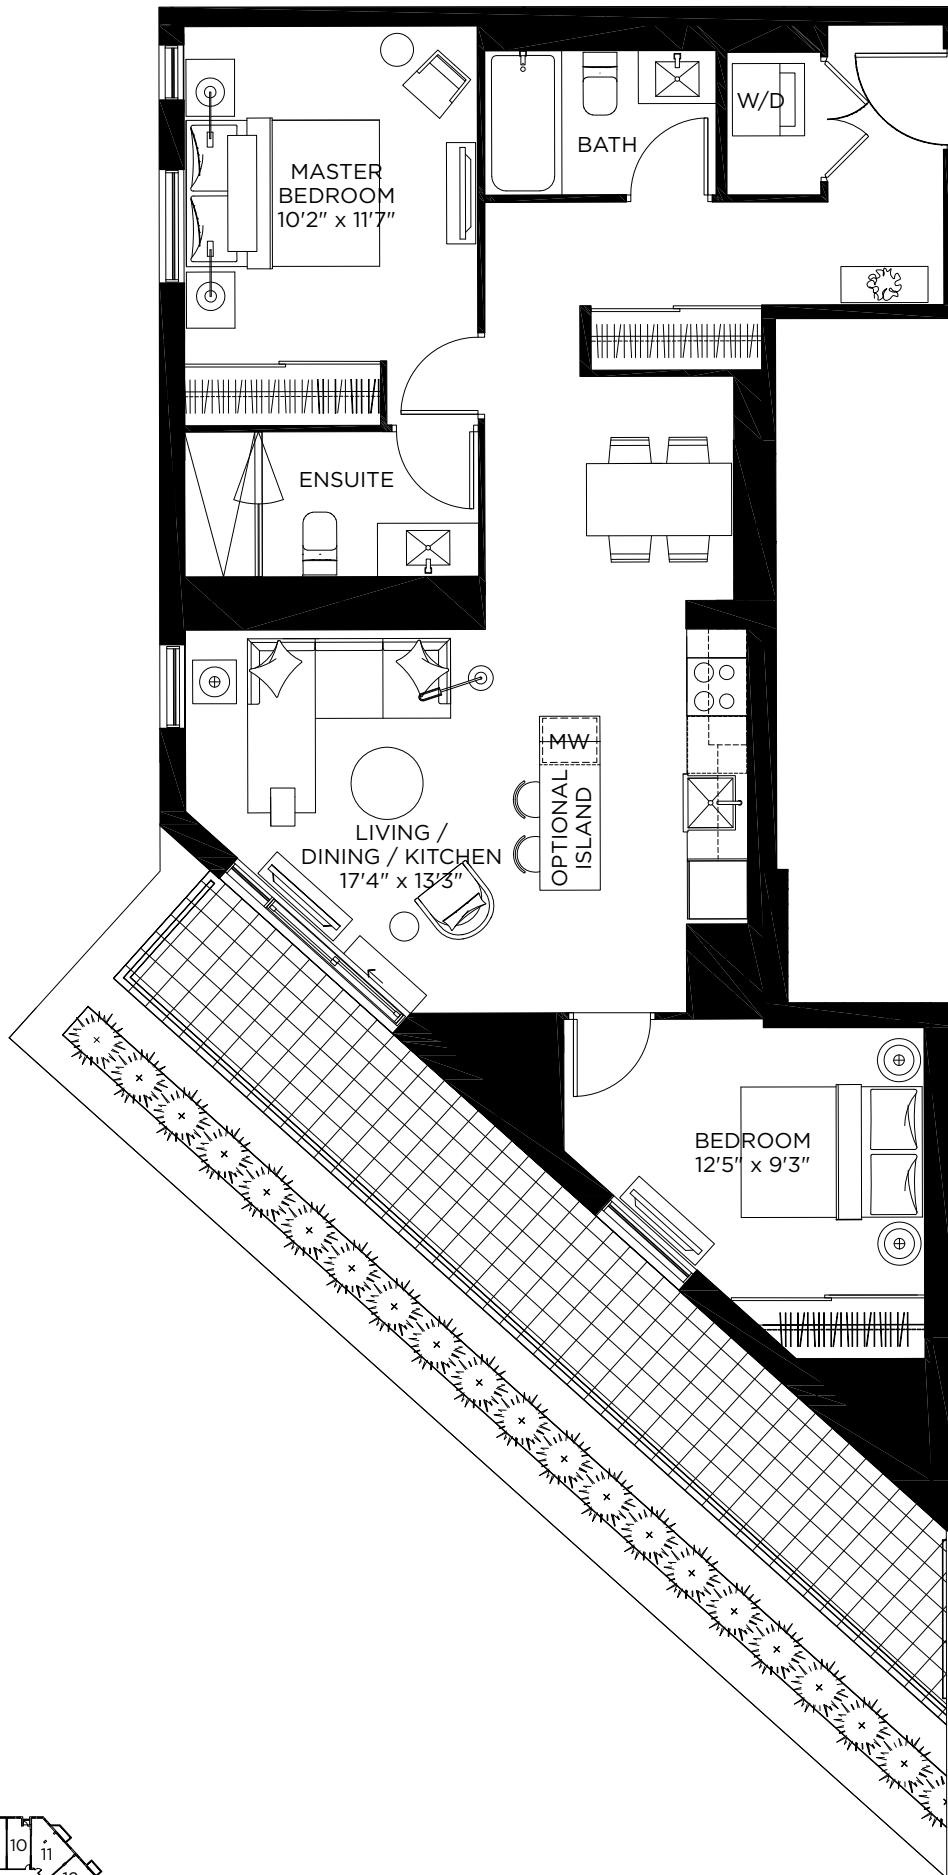 W/D
BATH
MASTER
BEDROOM
10'2" x 11'7"
ENSUITE
MW
OPTIONAL
ISLAND
LIVING /
DINING / KITCHEN
17'4" x 13'3"
BEDROOM
12'5" x 9'3"
10
11